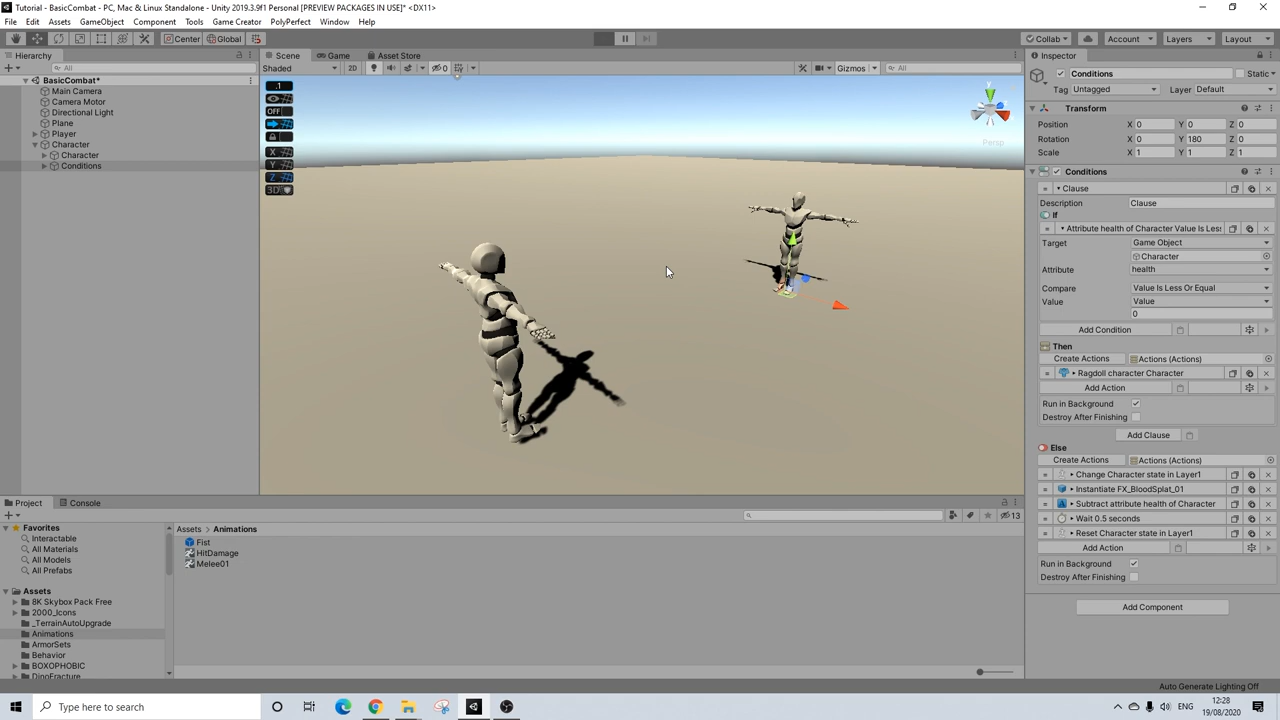 Tutorial - BasicCombat - PC, Mac & Linux Standalone - Unity 2019.3.9f1 Personal [PREVIEW PACKAGES IN USE]* <DX11>
File Edit Assets GameObject Component Tools Game Creator PolyPerfect Window Help
Center Global Collab Account Layers Layout
Hierarchy
All
BasicCombat*
Main Camera
Camera Motor
Directional Light
Plane
Player
Character
Character
Conditions
Scene Game Asset Store
Shaded 2D 0 Gizmos All
.1
OFF
X
Y
Z
3D
y
Persp
Inspector
Conditions Static
Tag Untagged Layer Default
Transform
Position X 0 Y 0 Z 0
Rotation X 0 Y 180 Z 0
Scale X 1 Y 1 Z 1
Conditions
Clause
Description Clause
If
Attribute health of Character Value Is Les
Target Game Object
Character
Attribute health
Compare Value Is Less Or Equal
Value Value
0
Add Condition
Then
Create Actions Actions (Actions)
Ragdoll character Character
Add Action
Run in Background
Destroy After Finishing
Add Clause
Else
Create Actions Actions (Actions)
Change Character state in Layer1
Instantiate FX_BloodSplat_01
Subtract attribute health of Character
Wait 0.5 seconds
Reset Character state in Layer1
Add Action
Run in Background
Destroy After Finishing
Add Component
Project Console
13
Favorites
Interactable
All Materials
All Models
All Prefabs
Assets
8K Skybox Pack Free
2000_Icons
_TerrainAutoUpgrade
Animations
ArmorSets
Behavior
BOXOPHOBIC
DinoFracture
Assets > Animations
Fist
HitDamage
Melee01
Auto Generate Lighting Off
Type here to search
ENG
12:28
19/08/2020